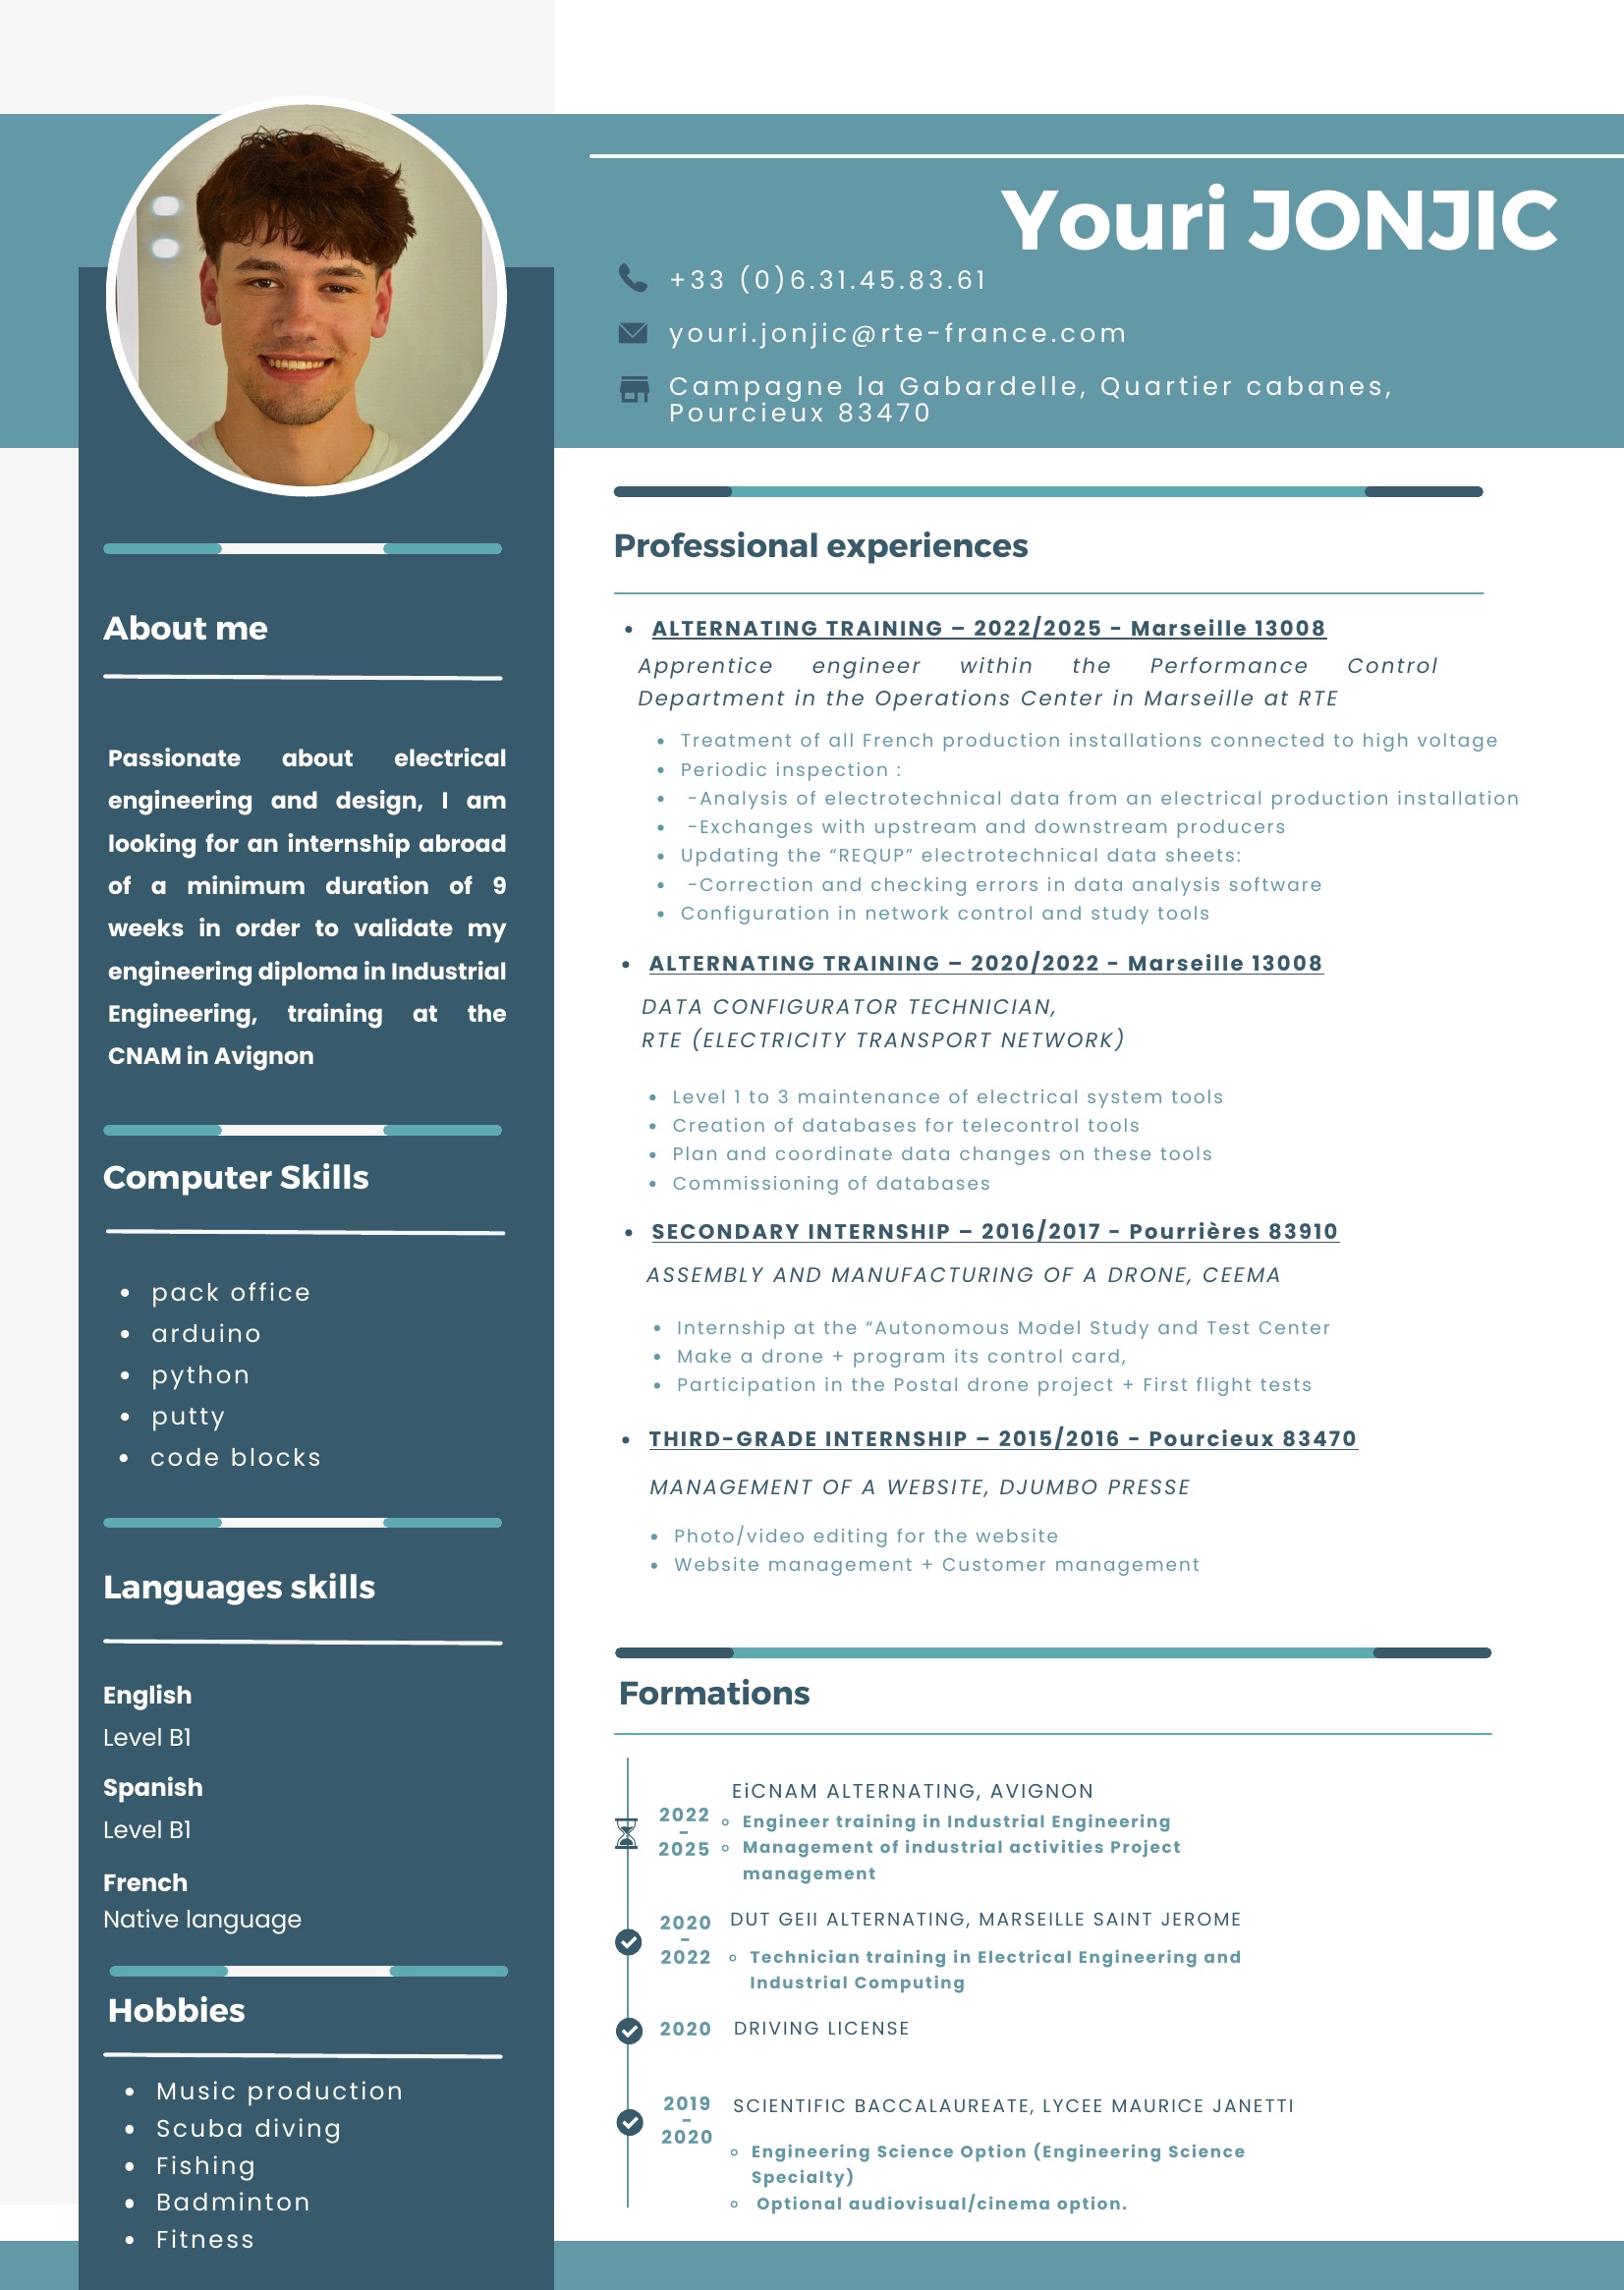 Youri JONJIC
+33 (0)6.31.45.83.61
youri.jonjic@rte-france.com
Campagne la Gabardelle, Quartier cabanes,
Pourcieux 83470
About me
Passionate about electrical
engineering and design, I am
looking for an internship abroad
of a minimum duration of 9
weeks in order to validate my
engineering diploma in Industrial
Engineering, training at the
CNAM in Avignon
Computer Skills
• pack office
• arduino
• python
• putty
• code blocks
Languages skills
English
Level B1
Spanish
Level B1
French
Native language
Hobbies
• Music production
• Scuba diving
• Fishing
• Badminton
• Fitness
Professional experiences
• ALTERNATING TRAINING – 2022/2025 - Marseille 13008
Apprentice engineer within the Performance Control
Department in the Operations Center in Marseille at RTE
• Treatment of all French production installations connected to high voltage
• Periodic inspection :
• -Analysis of electrotechnical data from an electrical production installation
• -Exchanges with upstream and downstream producers
• Updating the “REQUP” electrotechnical data sheets:
• -Correction and checking errors in data analysis software
• Configuration in network control and study tools
• ALTERNATING TRAINING – 2020/2022 - Marseille 13008
DATA CONFIGURATOR TECHNICIAN,
RTE (ELECTRICITY TRANSPORT NETWORK)
• Level 1 to 3 maintenance of electrical system tools
• Creation of databases for telecontrol tools
• Plan and coordinate data changes on these tools
• Commissioning of databases
• SECONDARY INTERNSHIP – 2016/2017 - Pourrières 83910
ASSEMBLY AND MANUFACTURING OF A DRONE, CEEMA
• Internship at the “Autonomous Model Study and Test Center
• Make a drone + program its control card,
• Participation in the Postal drone project + First flight tests
• THIRD-GRADE INTERNSHIP – 2015/2016 - Pourcieux 83470
MANAGEMENT OF A WEBSITE, DJUMBO PRESSE
• Photo/video editing for the website
• Website management + Customer management
Formations
2022
-
2025
EiCNAM ALTERNATING, AVIGNON
◦ Engineer training in Industrial Engineering
◦ Management of industrial activities Project
management
2020
-
2022
DUT GEII ALTERNATING, MARSEILLE SAINT JEROME
◦ Technician training in Electrical Engineering and
Industrial Computing
2020 DRIVING LICENSE
2019
-
2020
SCIENTIFIC BACCALAUREATE, LYCEE MAURICE JANETTI
◦ Engineering Science Option (Engineering Science
Specialty)
◦ Optional audiovisual/cinema option.